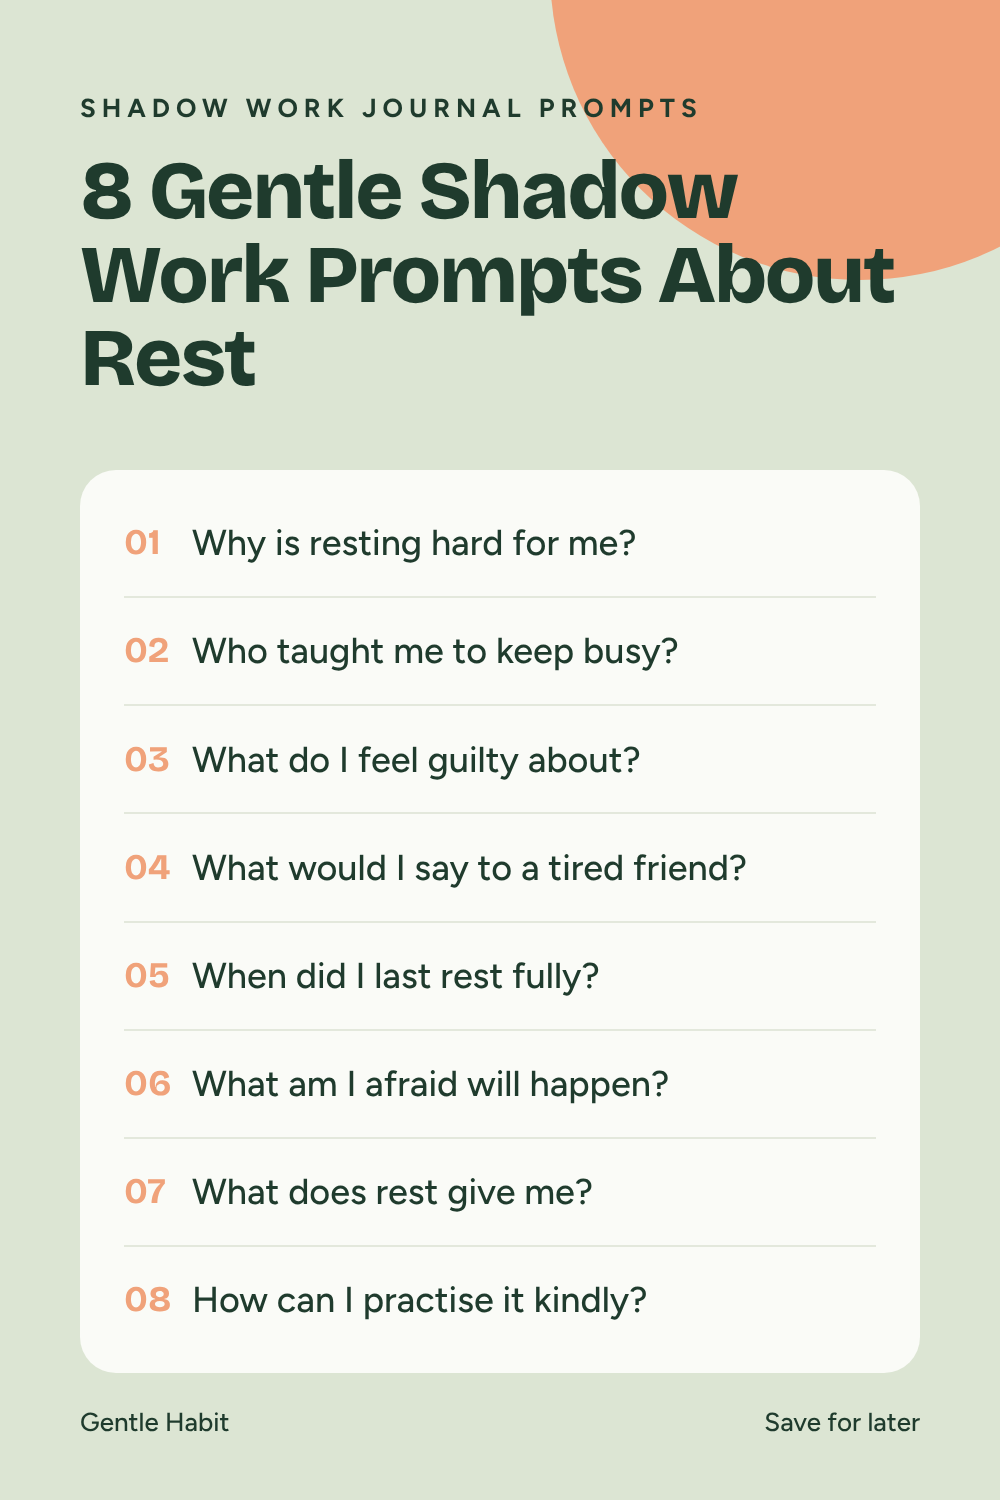 SHADOW WORK JOURNAL PROMPTS
8 Gentle Shadow
Work Prompts About
Rest
01 Why is resting hard for me?
02 Who taught me to keep busy?
03 What do I feel guilty about?
04 What would I say to a tired friend?
05 When did I last rest fully?
06 What am I afraid will happen?
07 What does rest give me?
08 How can I practise it kindly?
Gentle Habit
Save for later